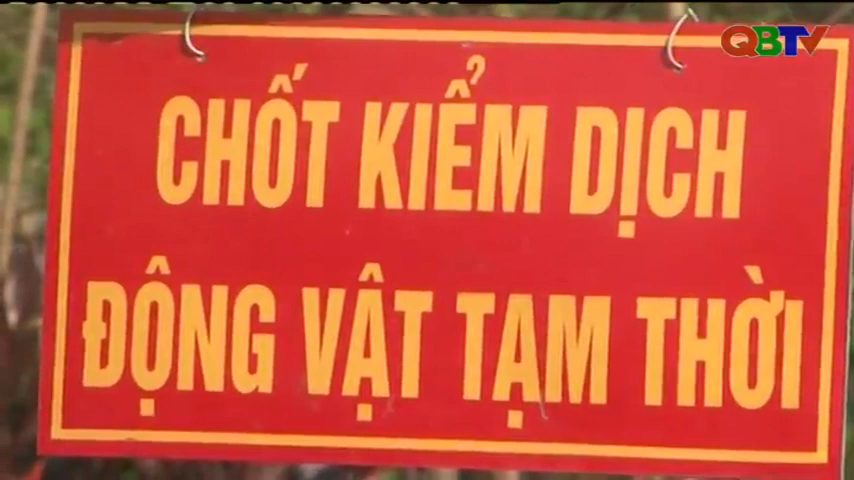 QBTV
CHỐT KIỂM DỊCH
ĐỘNG VẬT TẠM THỜI